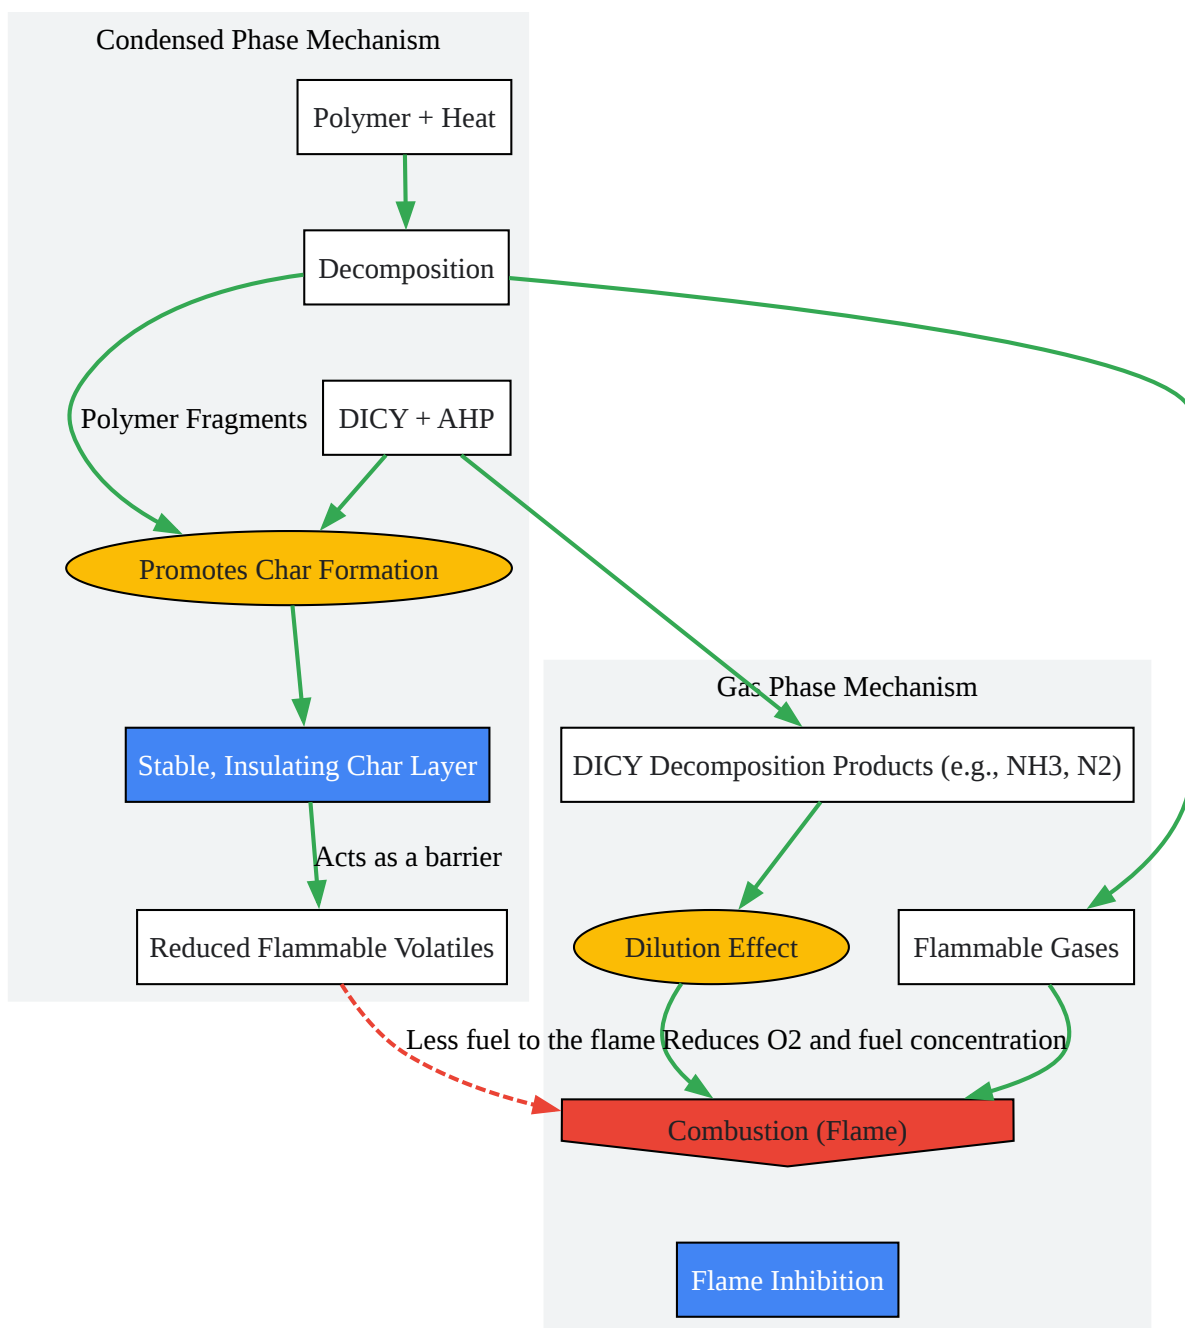 Condensed Phase Mechanism
Polymer + Heat
Decomposition
Polymer Fragments
DICY + AHP
Promotes Char Formation
Gas Phase Mechanism
Stable, Insulating Char Layer
DICY Decomposition Products (e.g., NH3, N2)
Acts as a barrier
Reduced Flammable Volatiles
Dilution Effect
Flammable Gases
Less fuel to the flame
Reduces O2 and fuel concentration
Combustion (Flame)
Flame Inhibition